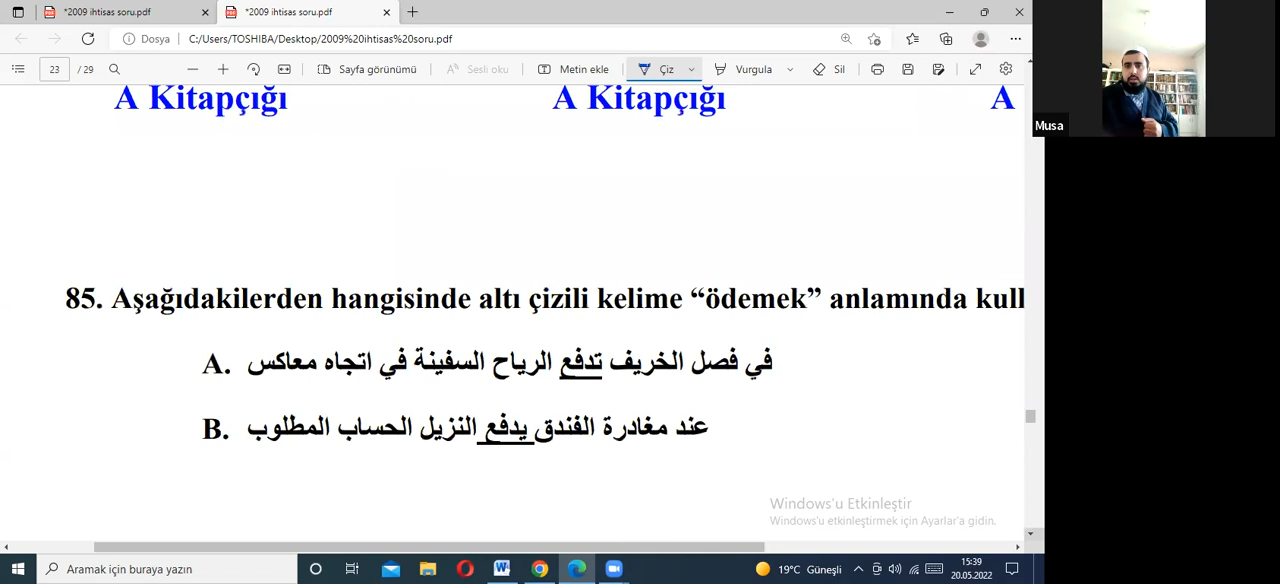 *2009 ihtisas soru.pdf
*2009 ihtisas soru.pdf
Dosya C:/Users/TOSHIBA/Desktop/2009%20ihtisas%20soru.pdf
23 / 29 Sayfa görünümü Sesli oku Metin ekle Çiz Vurgula Sil
A Kitapçığı A Kitapçığı A
Musa
85. Aşağıdakilerden hangisinde altı çizili kelime “ödemek” anlamında kull
A. في فصل الخريف تدفع الرياح السفينة في اتجاه معاكس
B. عند مغادرة الفندق يدفع النزيل الحساب المطلوب
Windows'u Etkinleştir
Windows'u etkinleştirmek için Ayarlar'a gidin.
Aramak için buraya yazın 19°C Güneşli 15:39
20.05.2022